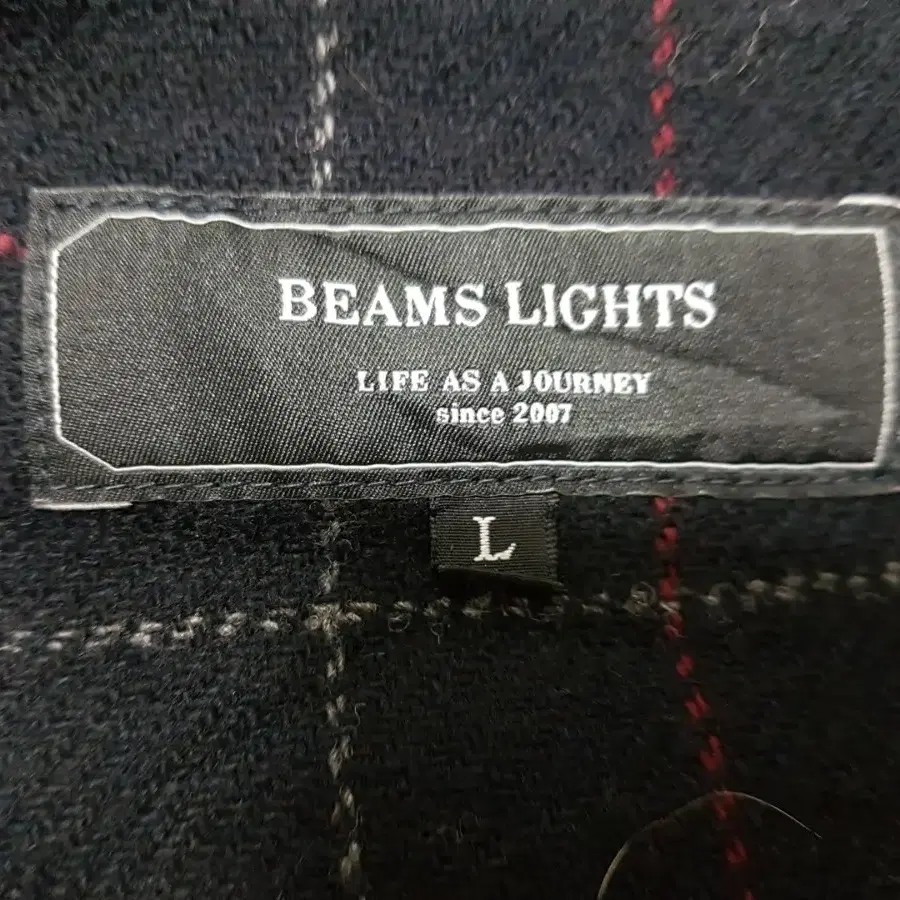 BEAMS LIGHTS
LIFE AS A JOURNEY
since 2007
L